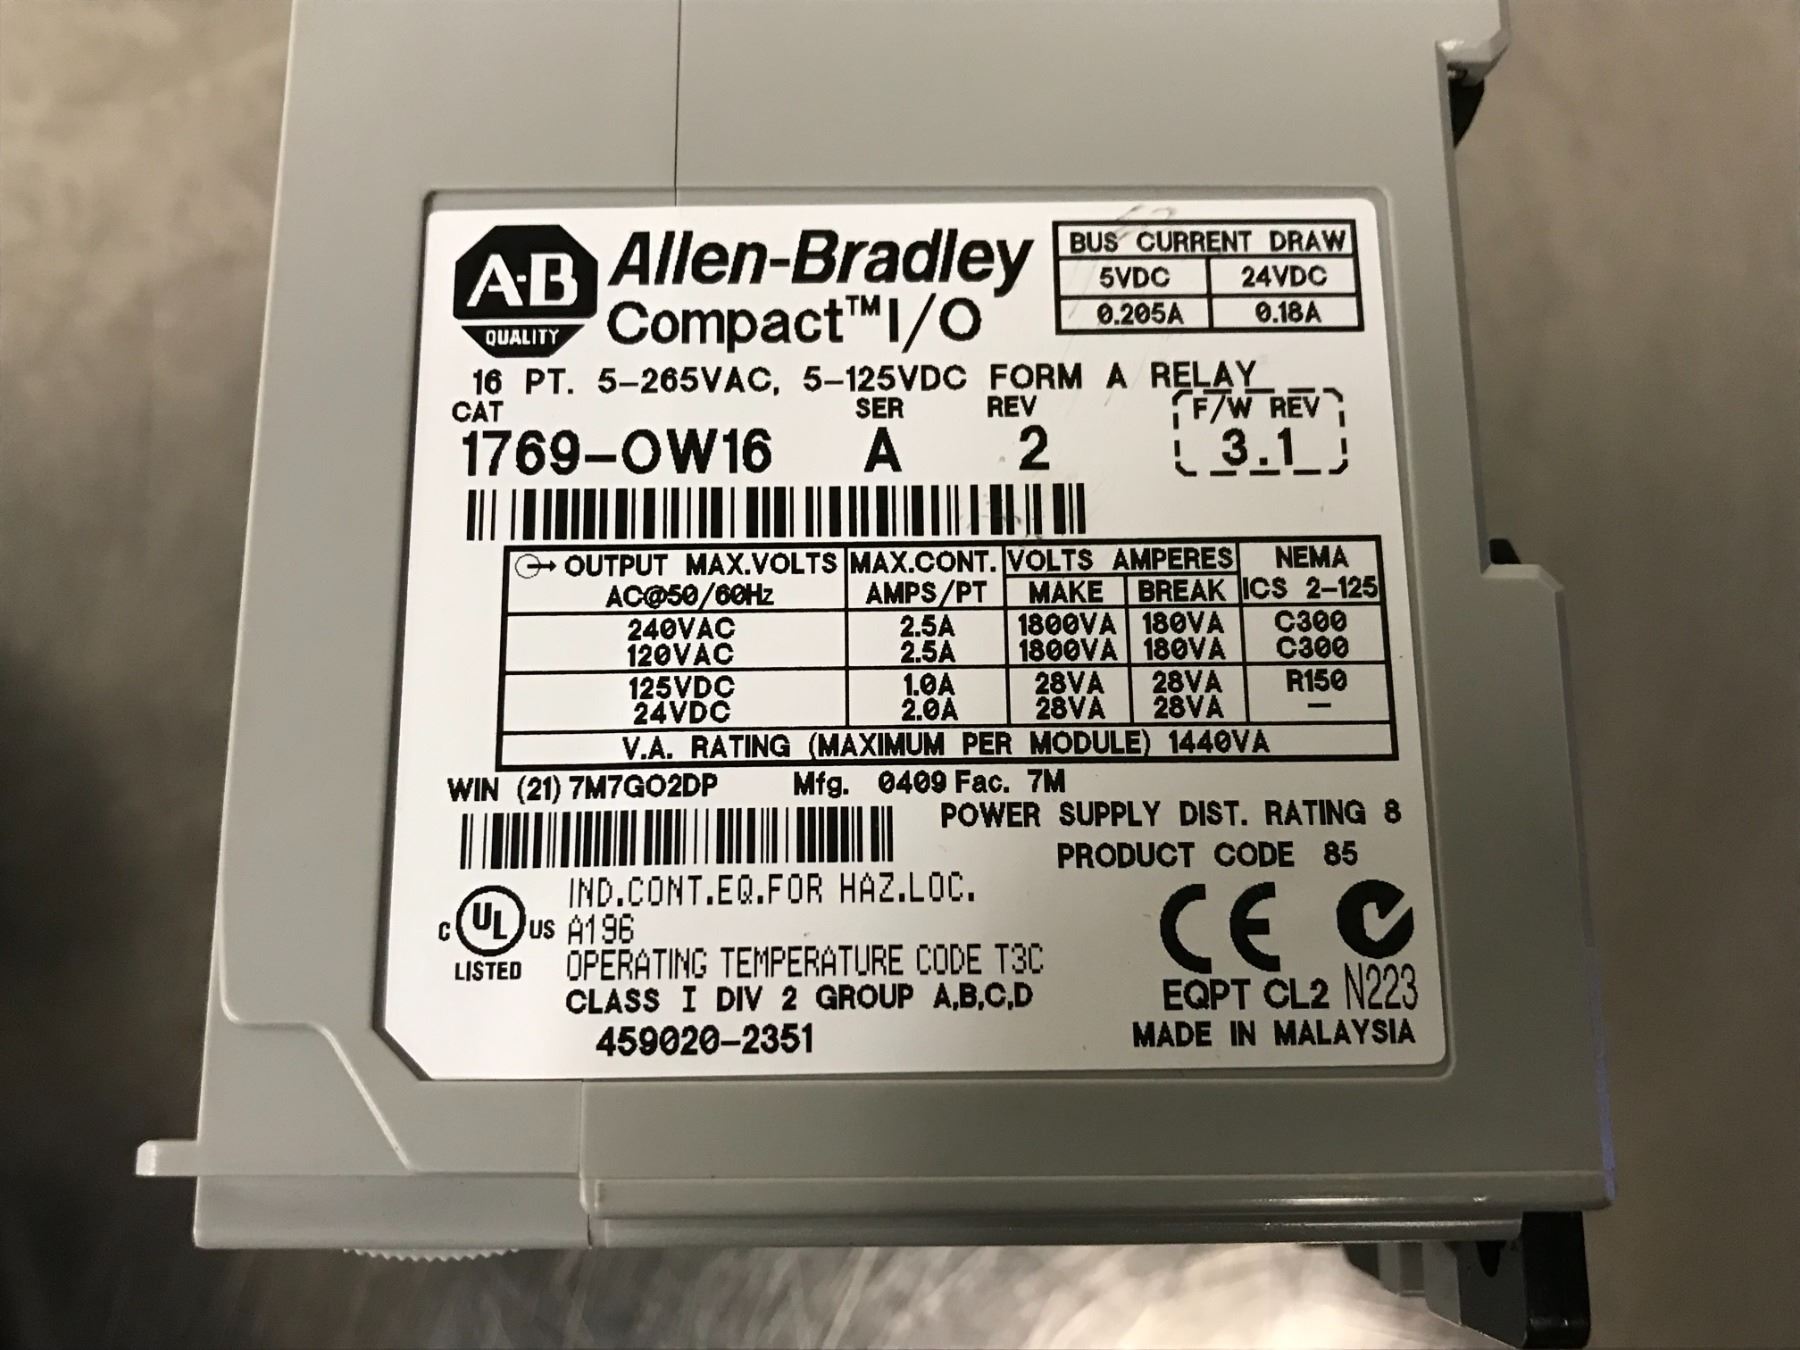 A-B
QUALITY
Allen-Bradley
Compact™ I/O
BUS CURRENT DRAW
5VDC 24VDC
0.205A 0.18A
16 PT. 5-265VAC, 5-125VDC FORM A RELAY
CAT SER REV F/W REV
1769-OW16 A 2 3.1
OUTPUT MAX.VOLTS MAX.CONT. VOLTS AMPERES NEMA
AC@50/60Hz AMPS/PT MAKE BREAK ICS 2-125
240VAC 2.5A 1800VA 180VA C300
120VAC 2.5A 1800VA 180VA C300
125VDC 1.0A 28VA 28VA R150
24VDC 2.0A 28VA 28VA —
V.A. RATING (MAXIMUM PER MODULE) 1440VA
WIN (21) 7M7GO2DP Mfg. 0409 Fac. 7M
POWER SUPPLY DIST. RATING 8
PRODUCT CODE 85
IND.CONT.EQ.FOR HAZ.LOC.
C UL US A196
LISTED
OPERATING TEMPERATURE CODE T3C
CLASS I DIV 2 GROUP A,B,C,D
459020-2351
CE
EQPT CL2 N223
MADE IN MALAYSIA